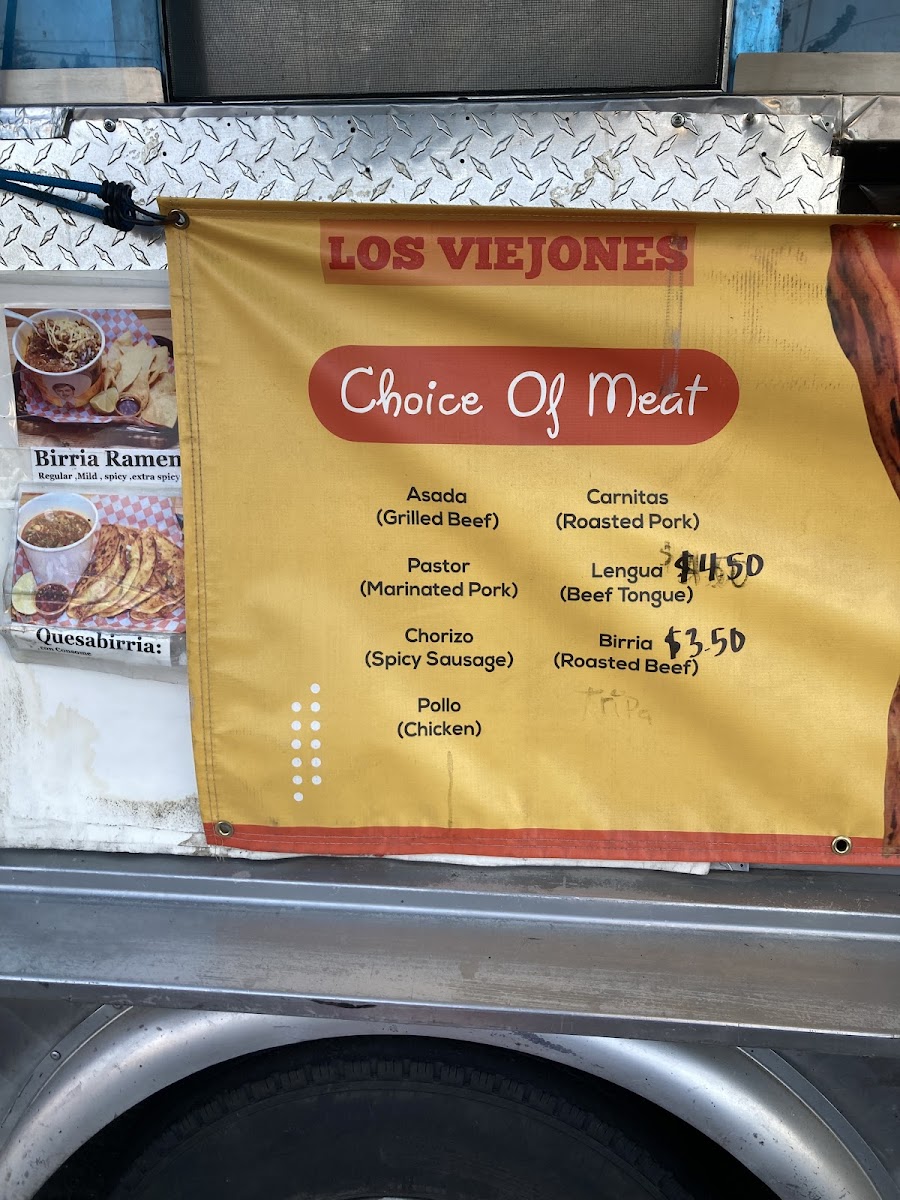 LOS VIEJONES
Choice Of Meat
Asada
(Grilled Beef)
Pastor
(Marinated Pork)
Chorizo
(Spicy Sausage)
Pollo
(Chicken)
Carnitas
(Roasted Pork)
Lengua $4.50
(Beef Tongue)
Birria $3.50
(Roasted Beef)
Tripa
Birria Ramen
Regular ,Mild , spicy ,extra spicy
Quesabirria:
con Consome